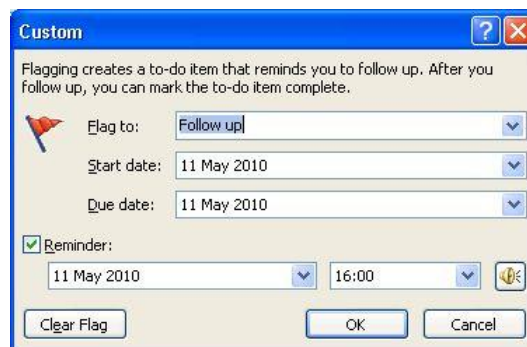 Custom
Flagging creates a to-do item that reminds you to follow up. After you
follow up, you can mark the to-do item complete.
Flag to: Follow up
Start date: 11 May 2010
Due date: 11 May 2010
Reminder:
11 May 2010 16:00
Clear Flag OK Cancel